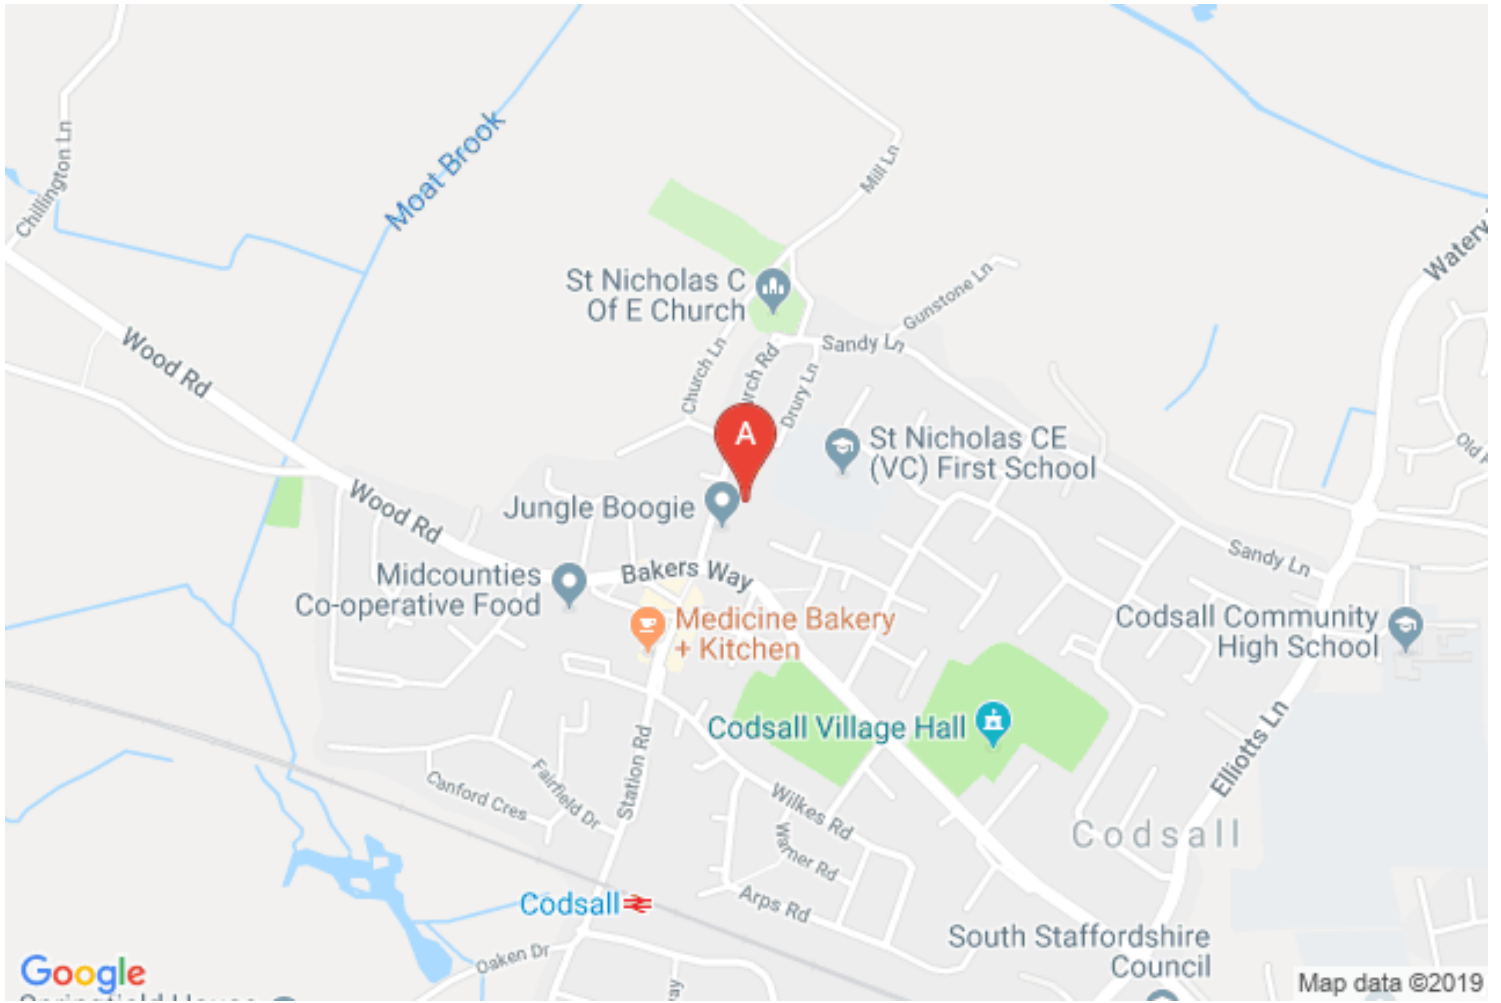 Chillington Ln
Moat Brook
Mill Ln
Watery
St Nicholas C
Of E Church
Gunstone Ln
Wood Rd
Church Ln
Sandy Ln
Drury Ln
A
St Nicholas CE
(VC) First School
Old
Wood Rd
Jungle Boogie
Sandy Ln
Midcounties
Co-operative Food
Bakers Way
Medicine Bakery
+ Kitchen
Codsall Community
High School
Codsall Village Hall
Station Rd
Elliotts Ln
Fairfield Dr
Canford Cres
Wilkes Rd
Warner Rd
Codsall
Arps Rd
Codsall
Oaken Dr
South Staffordshire
Council
Google
Map data ©2019